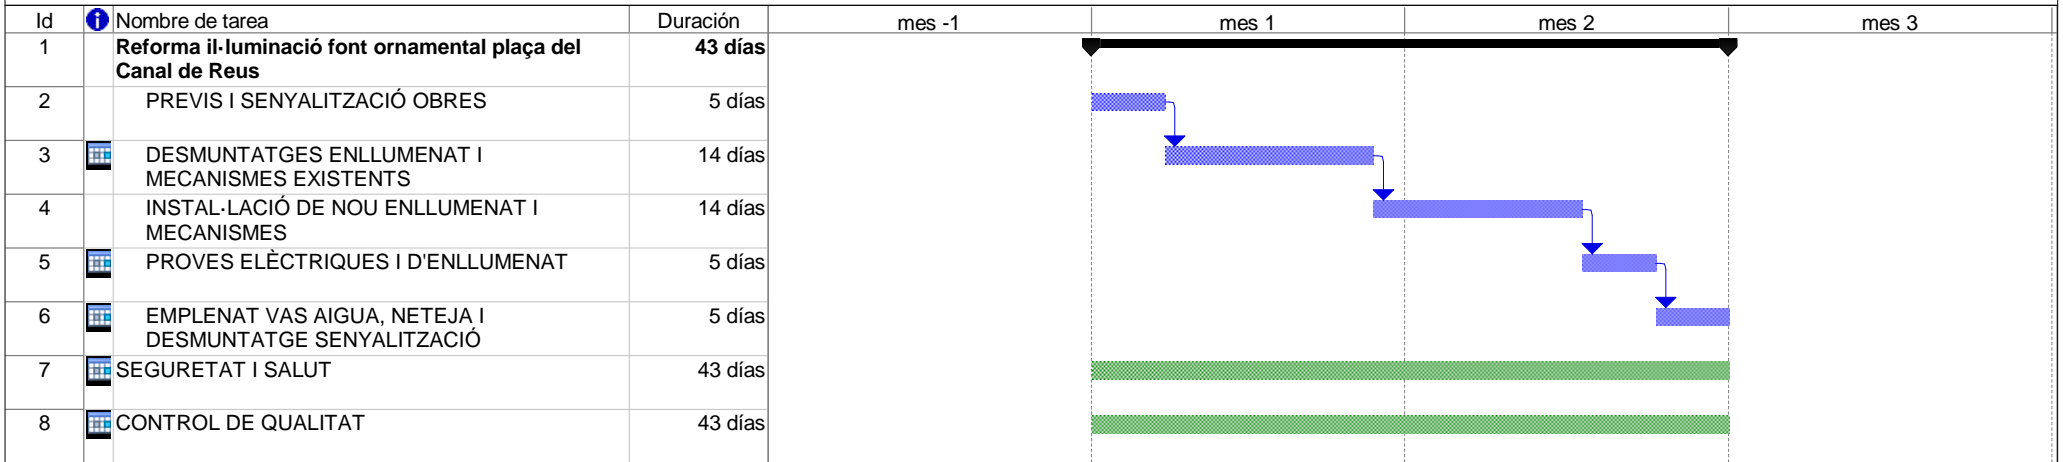 Id Nombre de tarea Duración mes -1 mes 1 mes 2 mes 3
1 Reforma il·luminació font ornamental plaça del 43 días
Canal de Reus
2 PREVIS I SENYALITZACIÓ OBRES 5 días
3 DESMUNTATGES ENLLUMENAT I 14 días
MECANISMES EXISTENTS
4 INSTAL·LACIÓ DE NOU ENLLUMENAT I 14 días
MECANISMES
5 PROVES ELÈCTRIQUES I D'ENLLUMENAT 5 días
6 EMPLENAT VAS AIGUA, NETEJA I 5 días
DESMUNTATGE SENYALITZACIÓ
7 SEGURETAT I SALUT 43 días
8 CONTROL DE QUALITAT 43 días